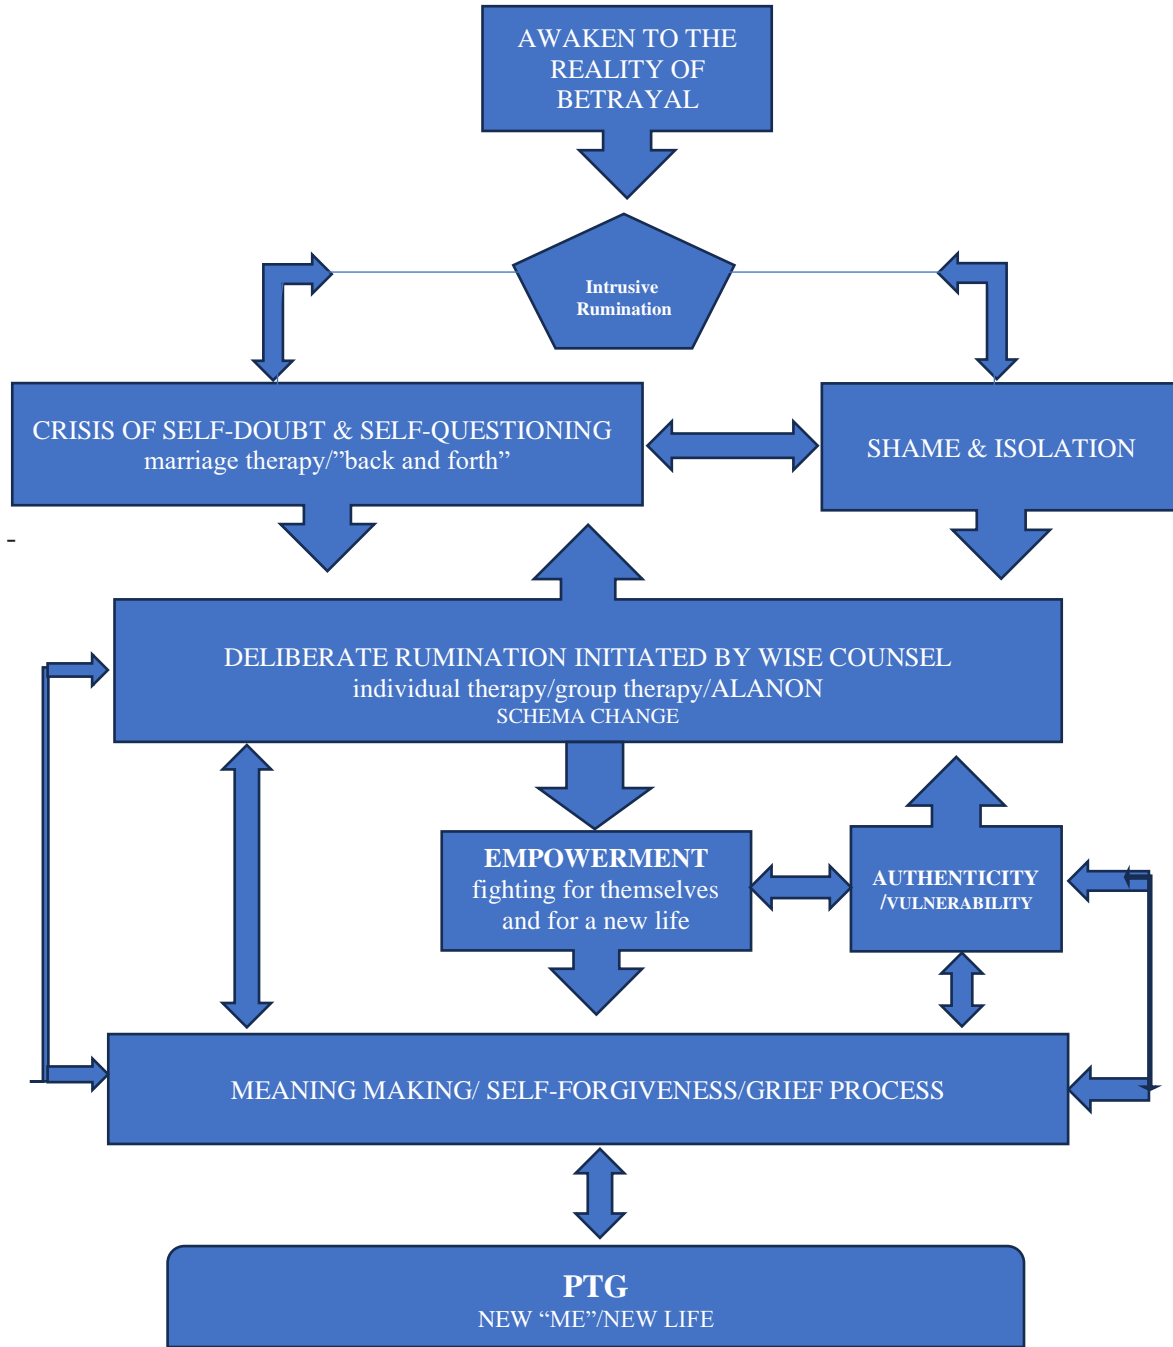 AWAKEN TO THE
REALITY OF
BETRAYAL
Intrusive
Rumination
CRISIS OF SELF-DOUBT & SELF-QUESTIONING
marriage therapy/”back and forth”
SHAME & ISOLATION
-
DELIBERATE RUMINATION INITIATED BY WISE COUNSEL
individual therapy/group therapy/ALANON
SCHEMA CHANGE
EMPOWERMENT
fighting for themselves
and for a new life
AUTHENTICITY
/VULNERABILITY
MEANING MAKING/ SELF-FORGIVENESS/GRIEF PROCESS
PTG
NEW “ME”/NEW LIFE